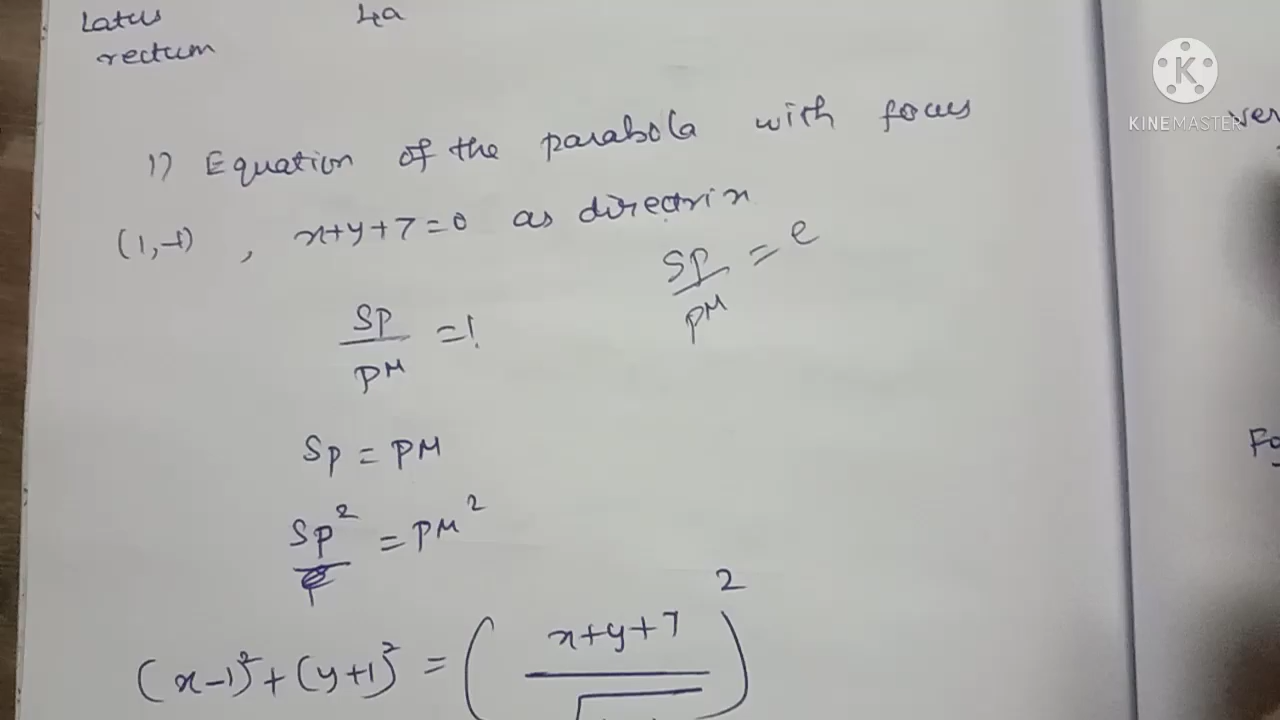 Latus 4a
rectum
1) Equation of the parabola with focus
(1,-1) , x+y+7=0 as directrix
SP/PM = e
SP/PM = 1
SP = PM
SP² = PM²
(x-1)² + (y+1)² = (x+y+7/√)²
K
KINEMASTER